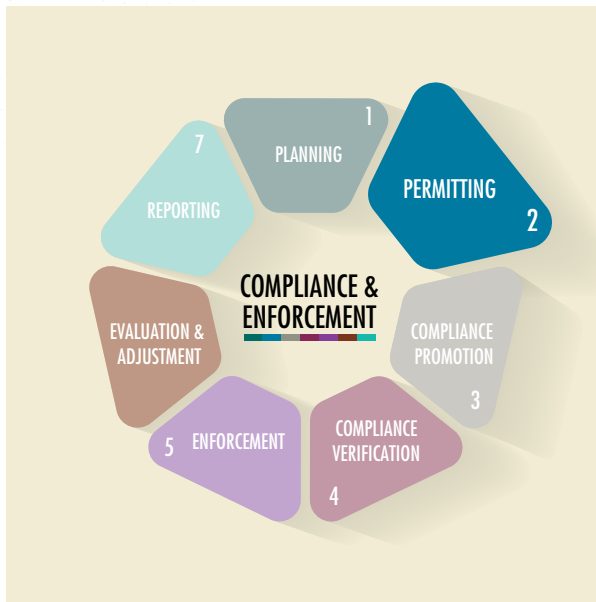 1
PLANNING
PERMITTING
2
COMPLIANCE
PROMOTION
3
COMPLIANCE
VERIFICATION
4
5 ENFORCEMENT
EVALUATION &
ADJUSTMENT
7
REPORTING
COMPLIANCE &
ENFORCEMENT